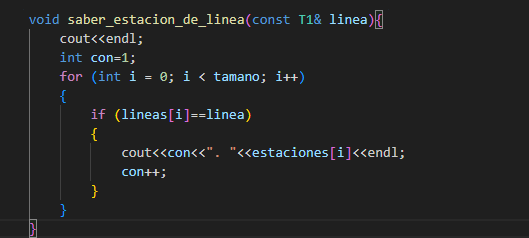 void saber_estacion_de_linea(const T1& linea){
    cout<<endl;
    int con=1;
    for (int i = 0; i < tamano; i++)
    {
        if (lineas[i]==linea)
        {
            cout<<con<<". "<<estaciones[i]<<endl;
            con++;
        }
    }
}